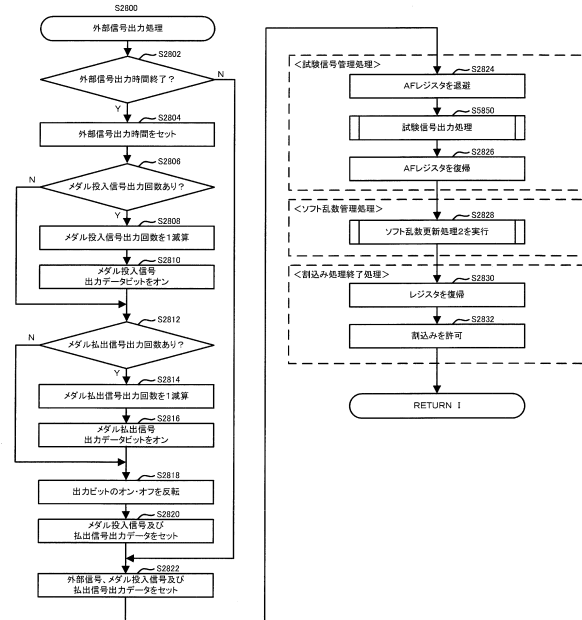 S2800
外部信号出力処理
S2802
外部信号出力時間終了？
N
Y
S2804
外部信号出力時間をセット
S2806
N
メダル投入信号出力回数あり？
Y
S2808
メダル投入信号出力回数を1減算
S2810
メダル投入信号
出力データビットをオン
S2812
N
メダル払出信号出力回数あり？
Y
S2814
メダル払出信号出力回数を1減算
S2816
メダル払出信号
出力データビットをオン
S2818
出力ビットのオン・オフを反転
S2820
メダル投入信号及び
払出信号出力データをセット
S2822
外部信号、メダル投入信号及び
払出信号出力データをセット
＜試験信号管理処理＞
S2824
AFレジスタを退避
S5850
試験信号出力処理
S2826
AFレジスタを復帰
＜ソフト乱数管理処理＞
S2828
ソフト乱数更新処理2を実行
＜割込み処理終了処理＞
S2830
レジスタを復帰
S2832
割込みを許可
RETURN I